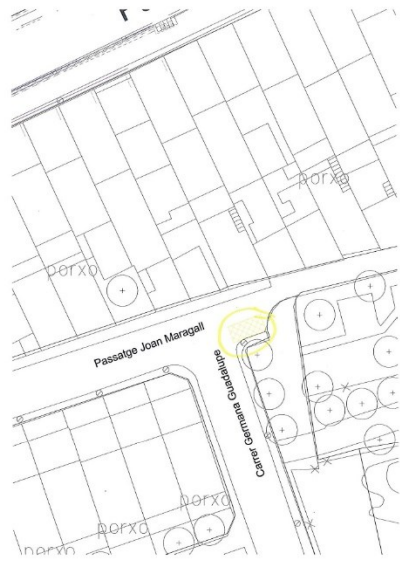 porxo
porxo
Passatge Joan Maragall
Carrer Germana Guadalupe
porxo
porxo
porxo